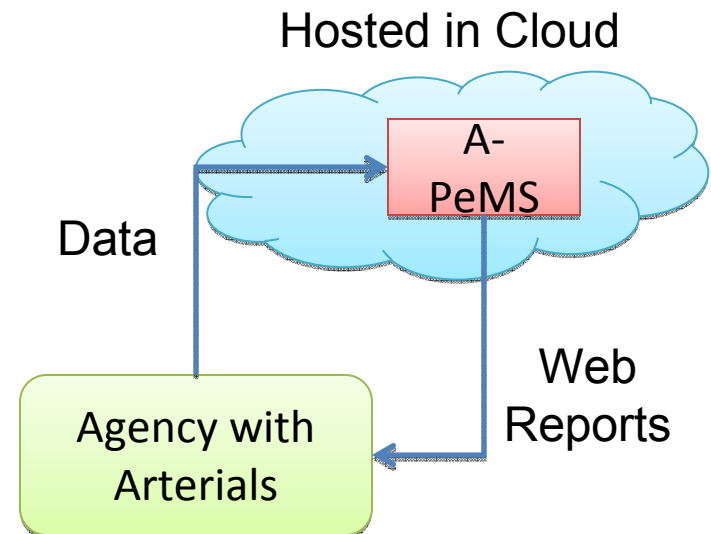 Hosted in Cloud
A-
PeMS
Data
Web
Reports
Agency with
Arterials